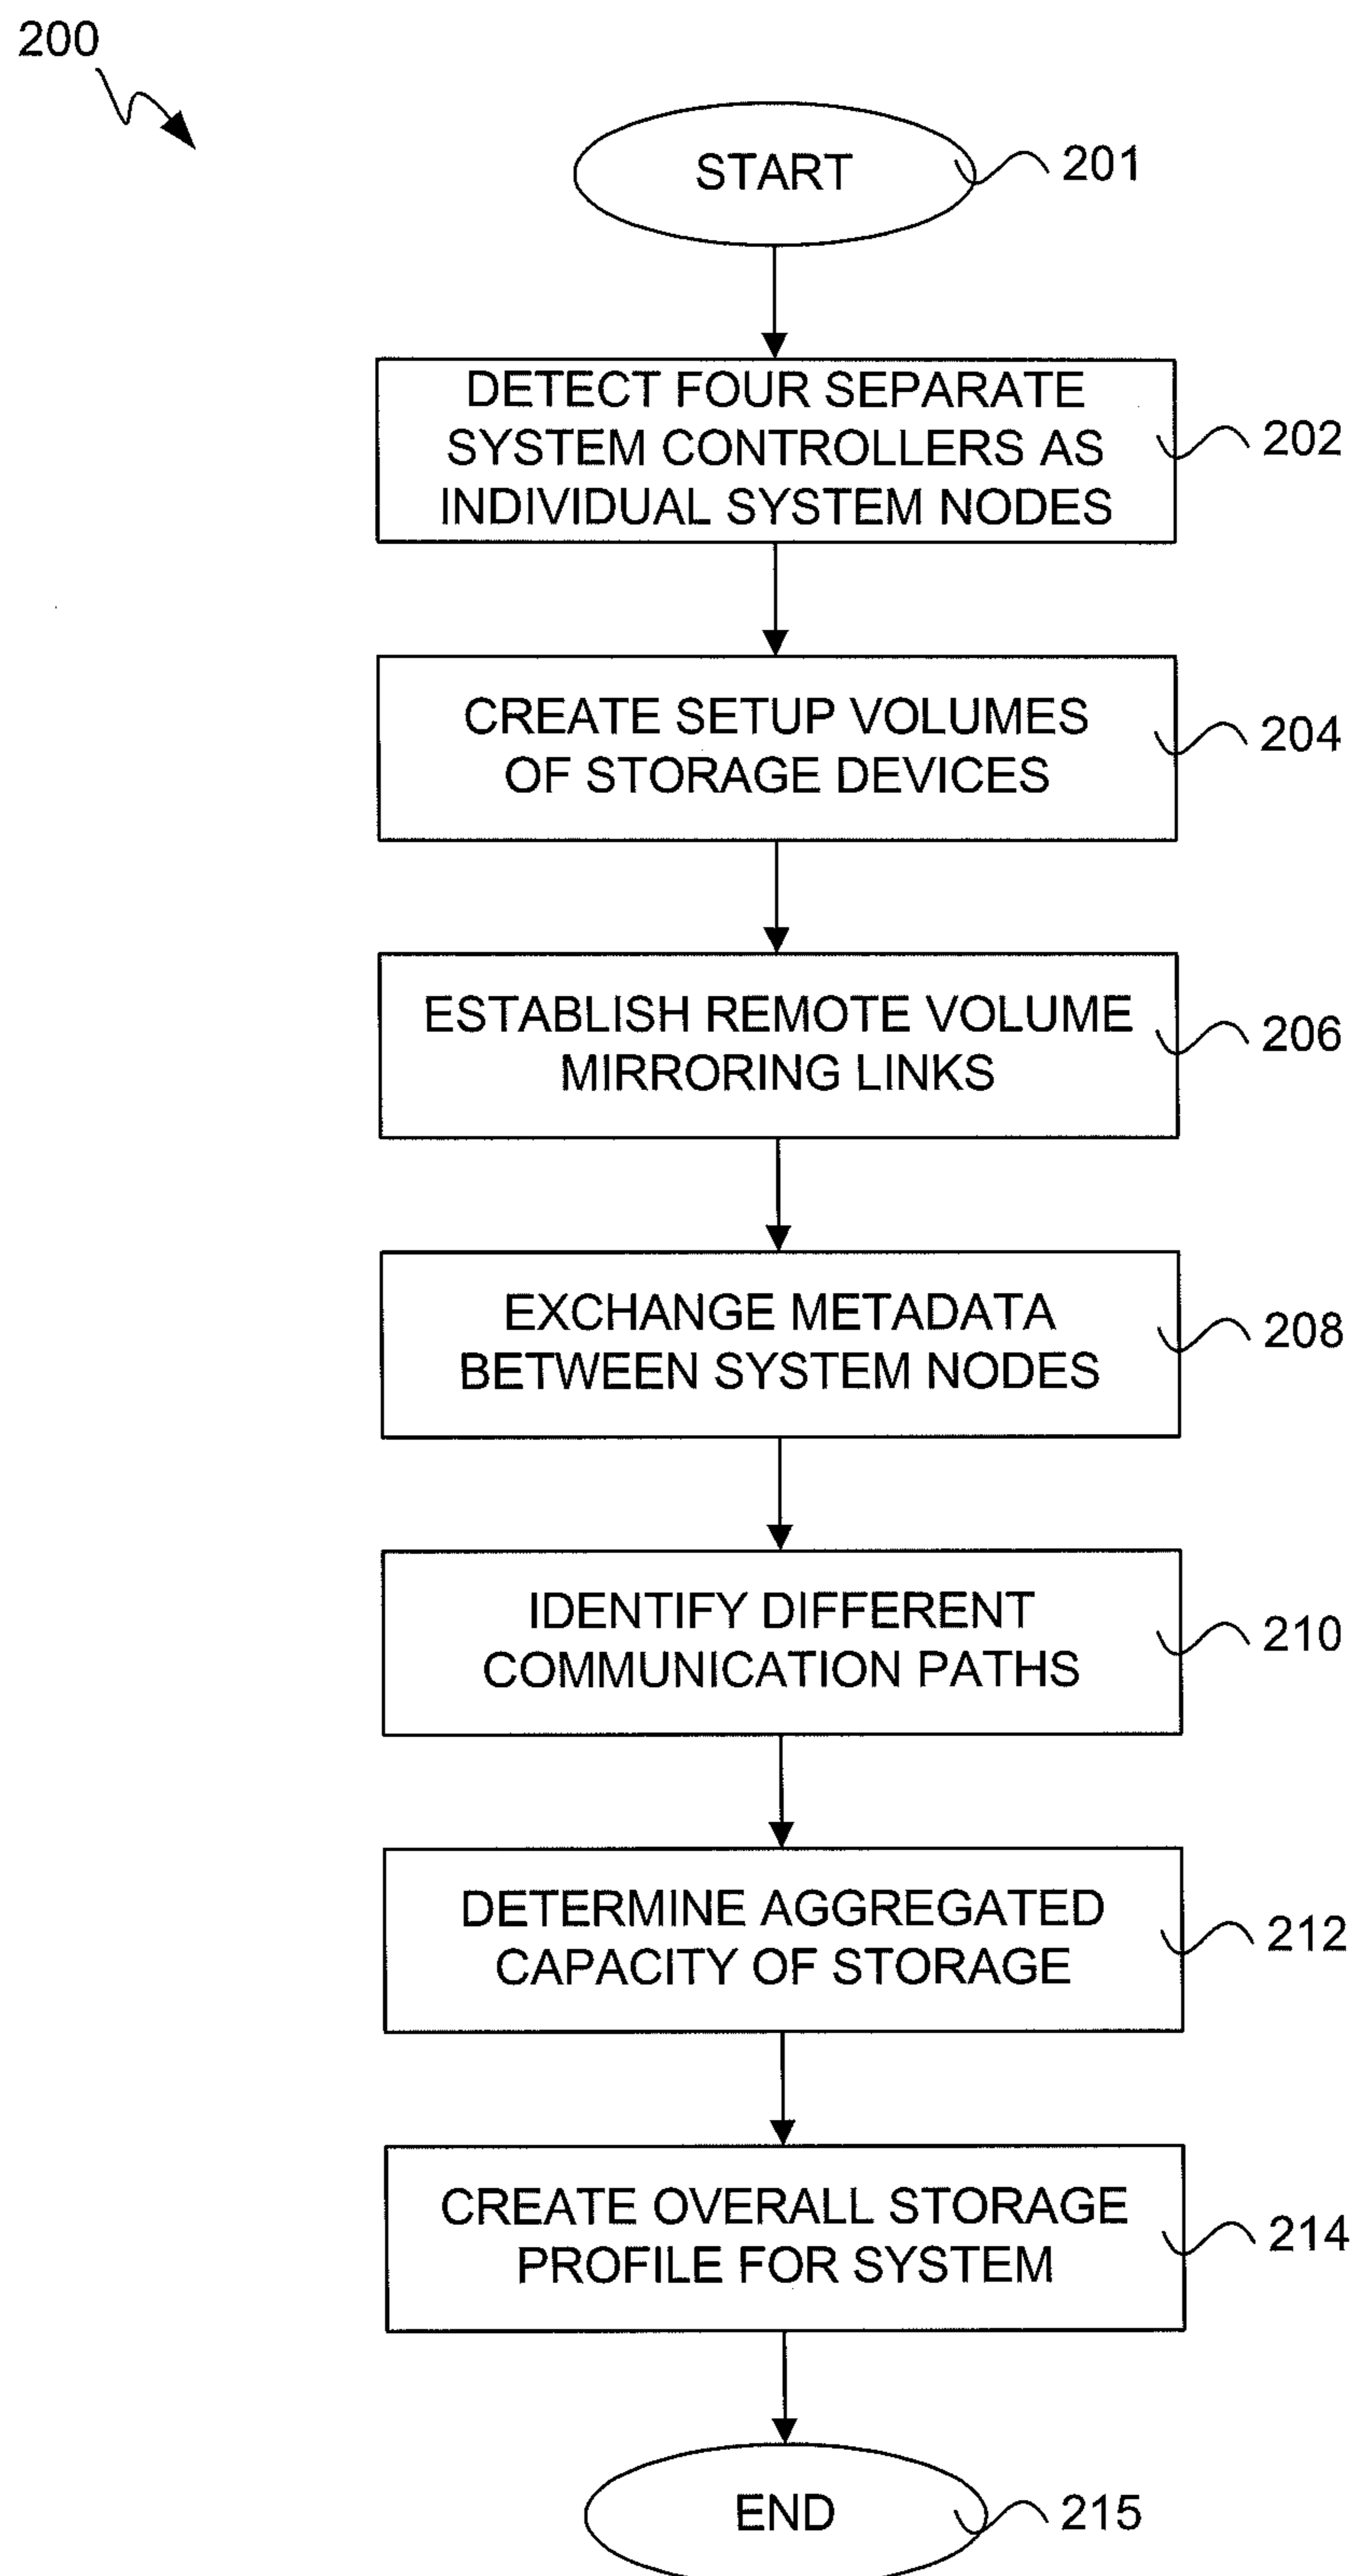 200
START
201
DETECT FOUR SEPARATE
SYSTEM CONTROLLERS AS
INDIVIDUAL SYSTEM NODES
202
CREATE SETUP VOLUMES
OF STORAGE DEVICES
204
ESTABLISH REMOTE VOLUME
MIRRORING LINKS
206
EXCHANGE METADATA
BETWEEN SYSTEM NODES
208
IDENTIFY DIFFERENT
COMMUNICATION PATHS
210
DETERMINE AGGREGATED
CAPACITY OF STORAGE
212
CREATE OVERALL STORAGE
PROFILE FOR SYSTEM
214
END
215